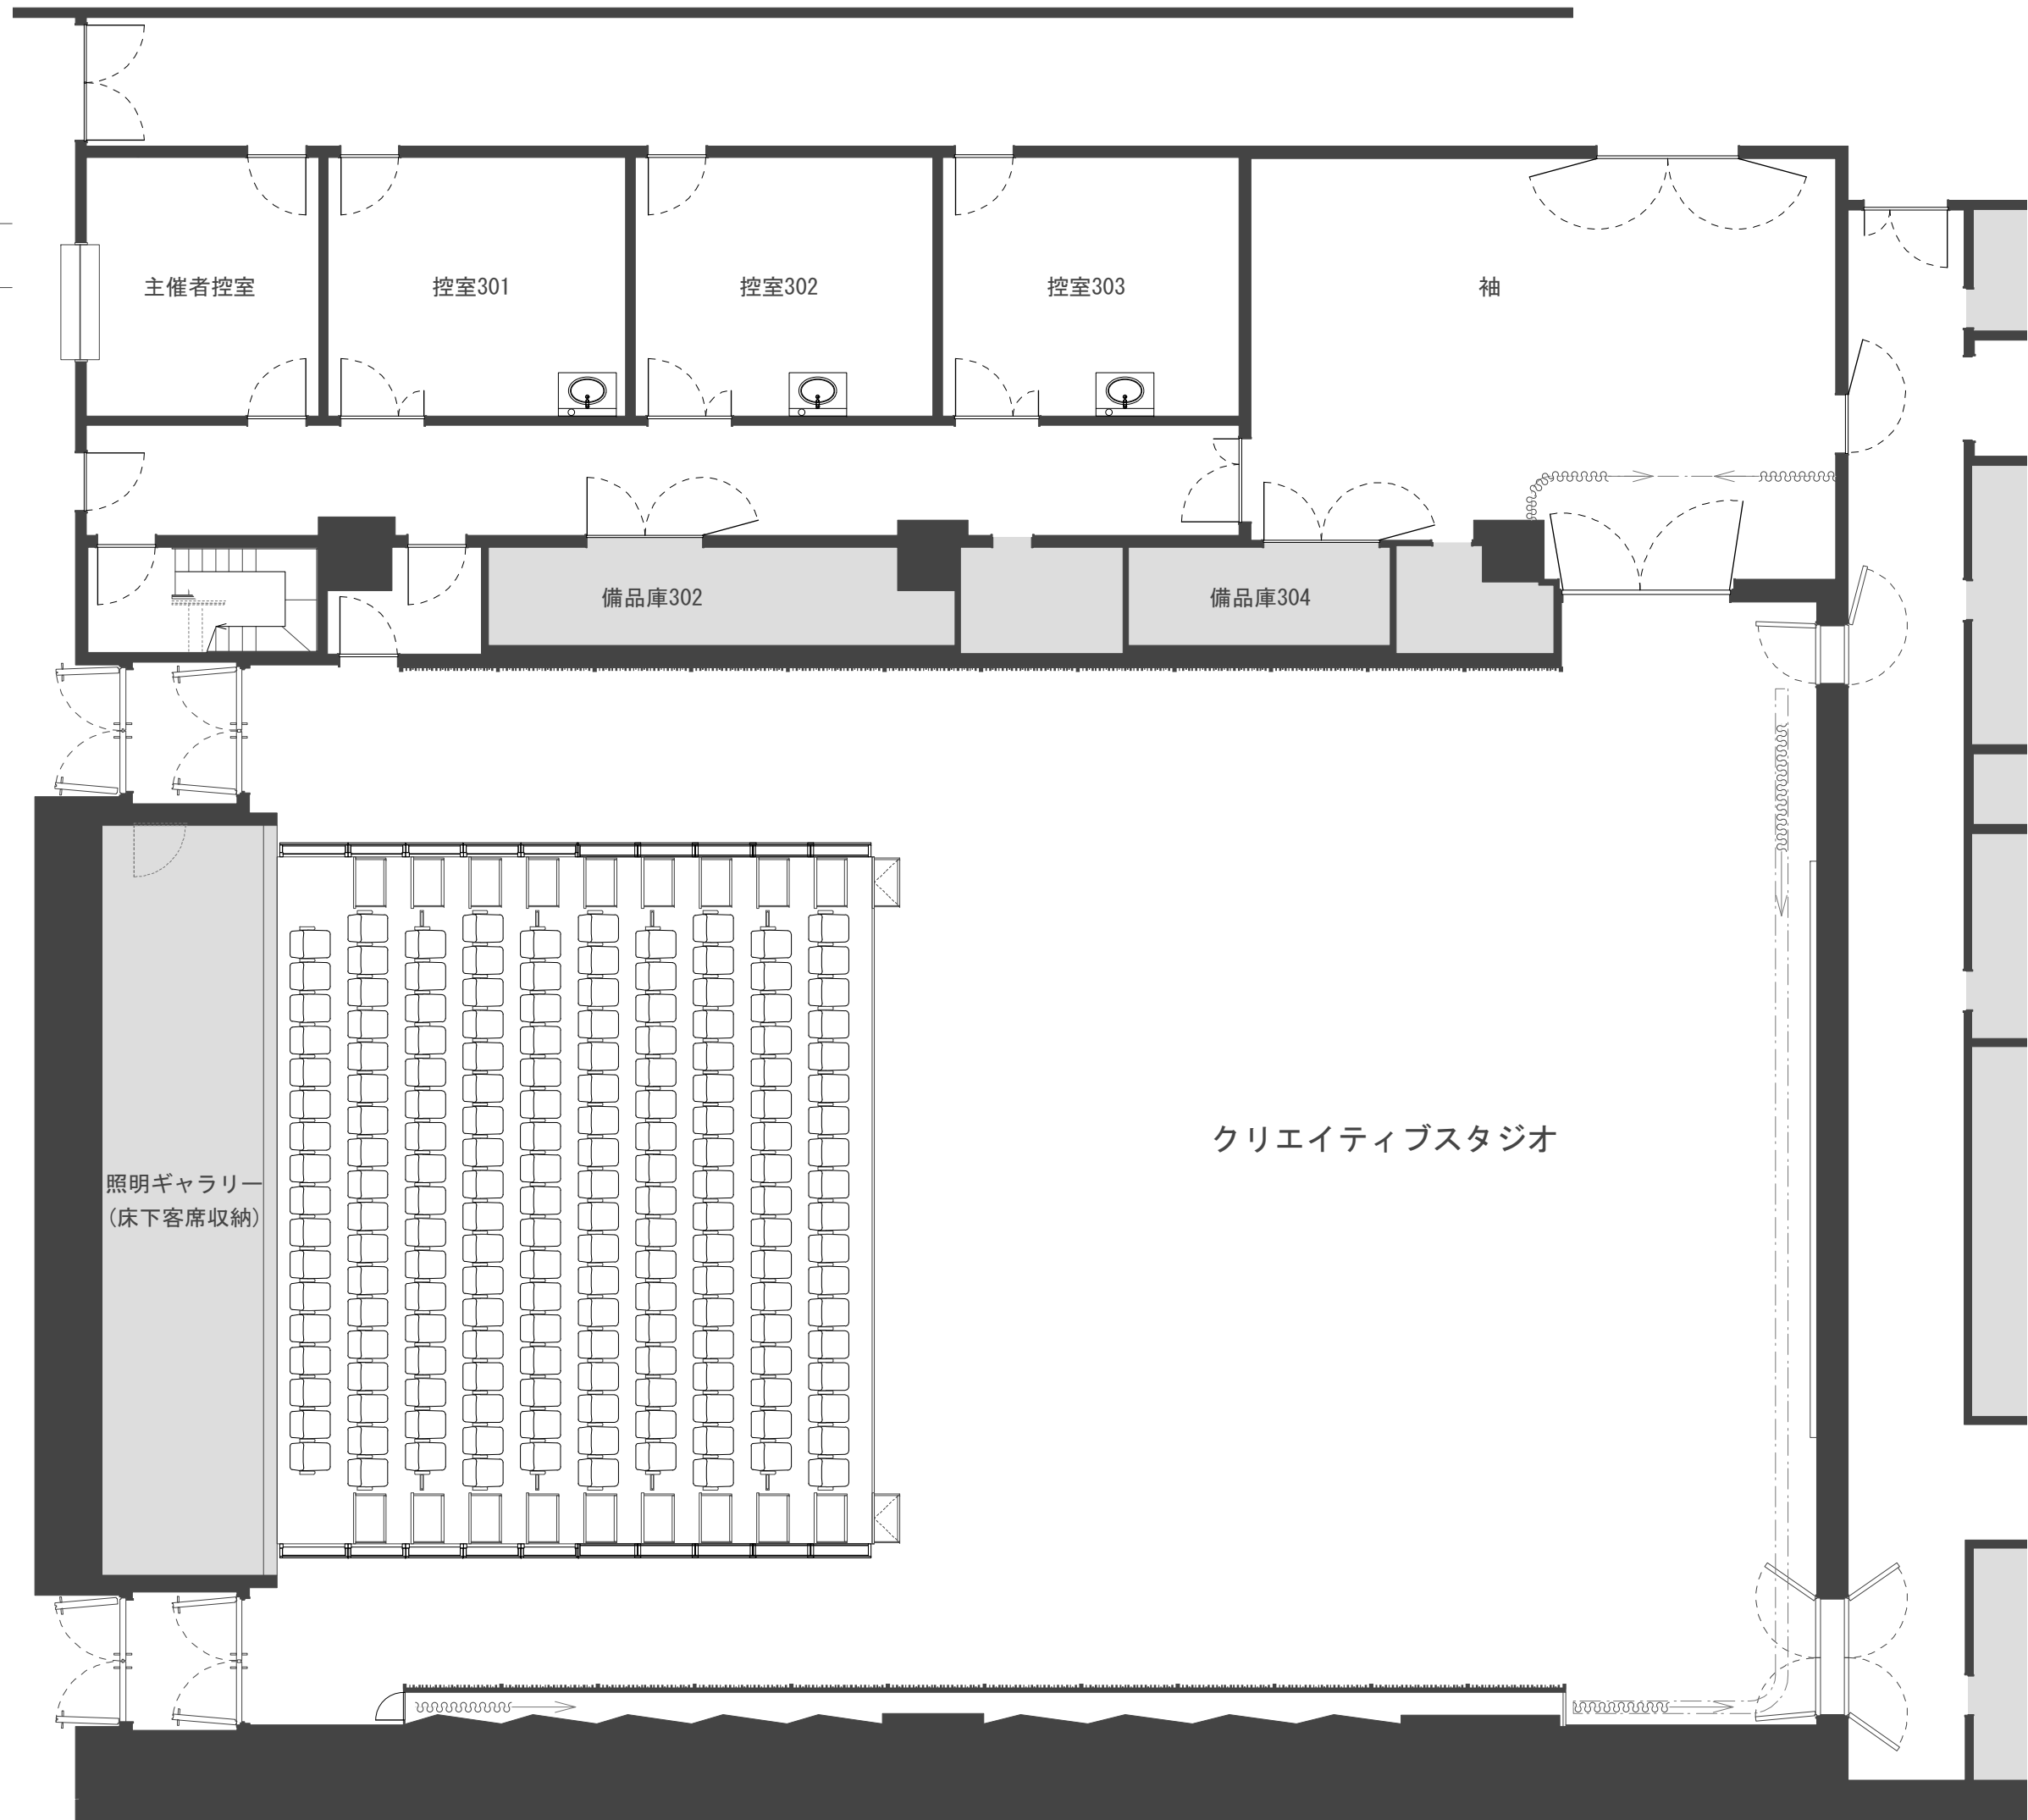 主催者控室
控室301
控室302
控室303
袖
備品庫302
備品庫304
クリエイティブスタジオ
照明ギャラリー
(床下客席収納)